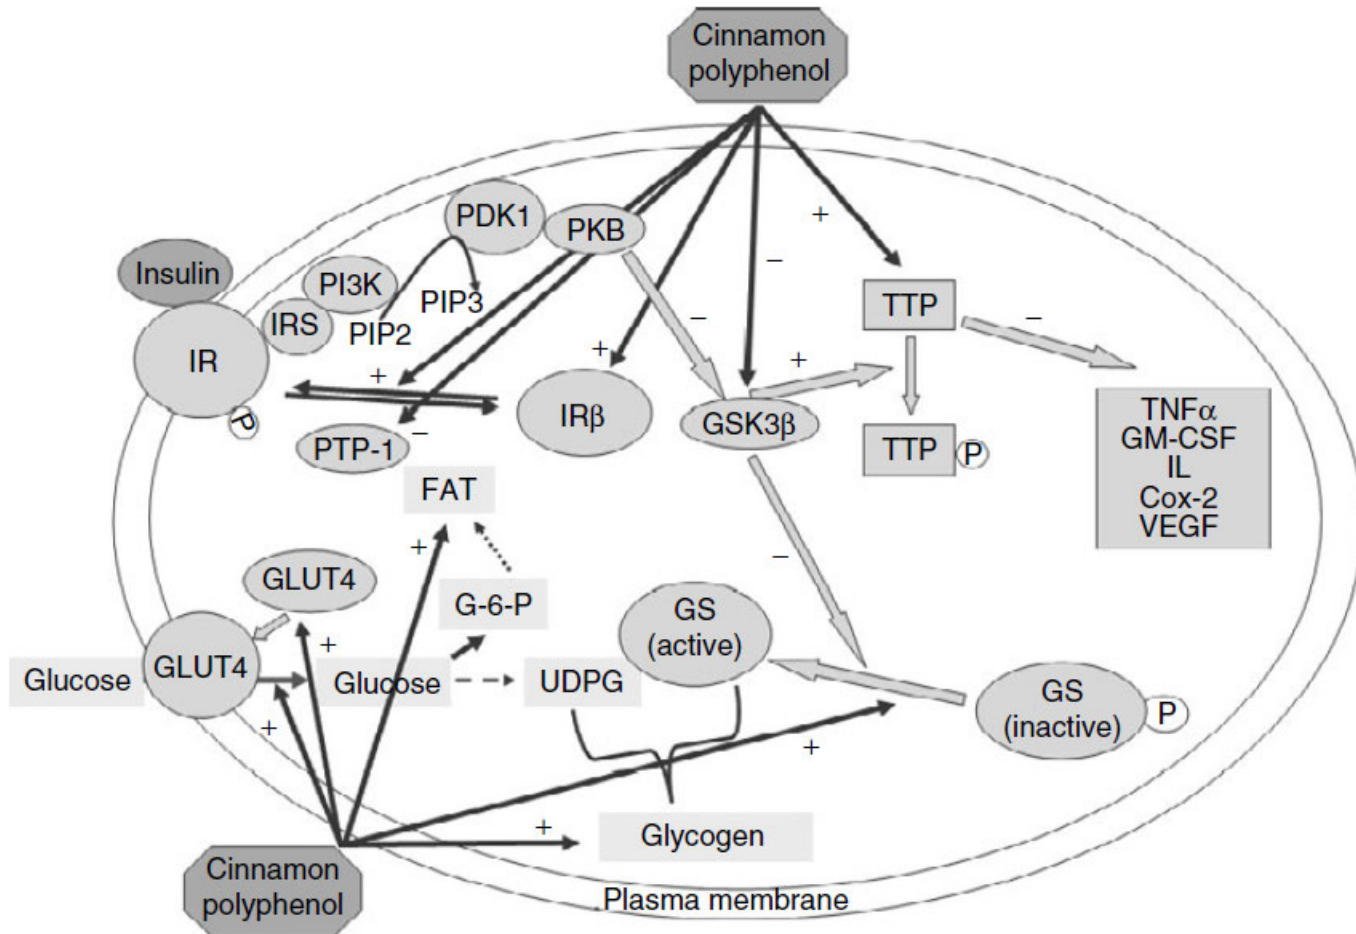 Cinnamon
polyphenol
PDK1
PKB
+
Insulin
PI3K
PIP3
IRS
PIP2
–
–
TTP
–
IR
+
+
+
P
IRβ
GSK3β
PTP-1
–
TTP
P
TNFα
GM-CSF
IL
Cox-2
VEGF
FAT
+
–
GLUT4
G-6-P
GS
(active)
+
Glucose
GLUT4
Glucose
UDPG
GS
(inactive)
P
+
+
+
Glycogen
Cinnamon
polyphenol
Plasma membrane